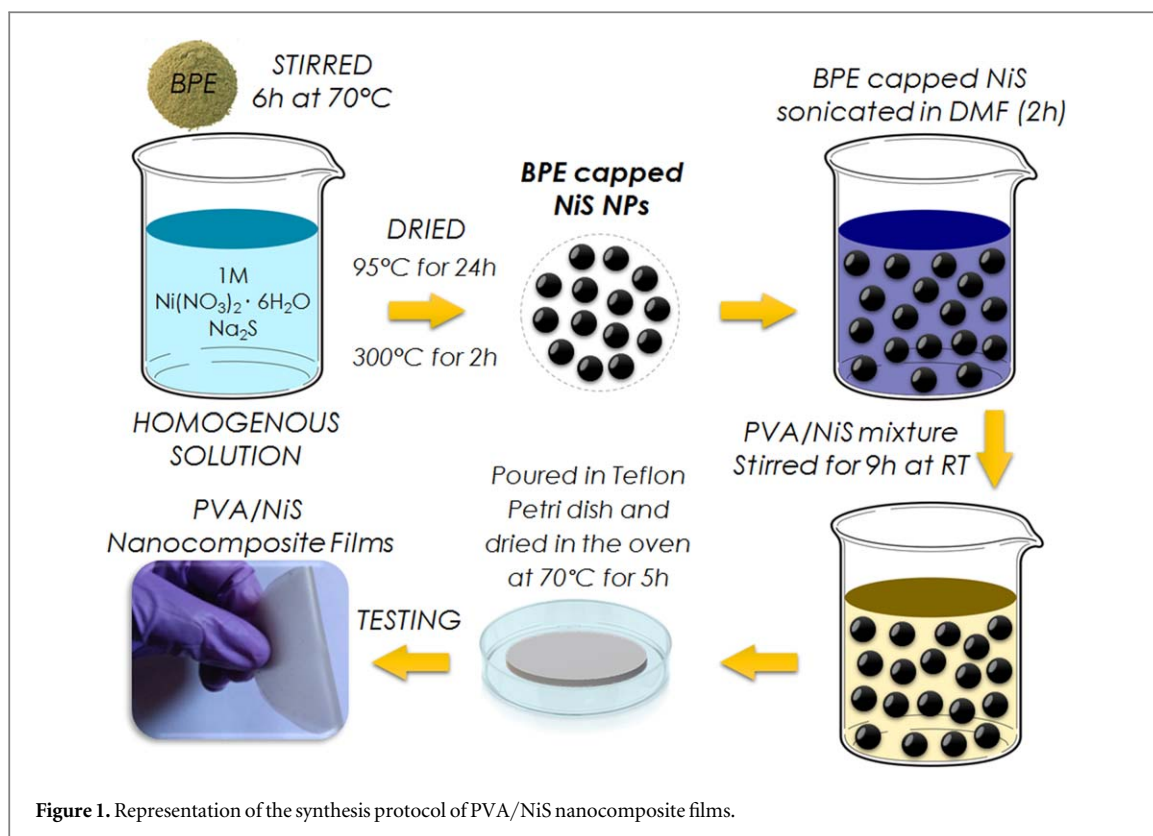 BPE
STIRRED
6h at 70°C
1M
Ni(NO₃)₂ · 6H₂O
Na₂S
HOMOGENOUS
SOLUTION
DRIED
95°C for 24h
300°C for 2h
BPE capped
NiS NPs
BPE capped NiS
sonicated in DMF (2h)
PVA/NiS mixture
Stirred for 9h at RT
Poured in Teflon
Petri dish and
dried in the oven
at 70°C for 5h
TESTING
PVA/NiS
Nanocomposite Films
Figure 1. Representation of the synthesis protocol of PVA/NiS nanocomposite films.